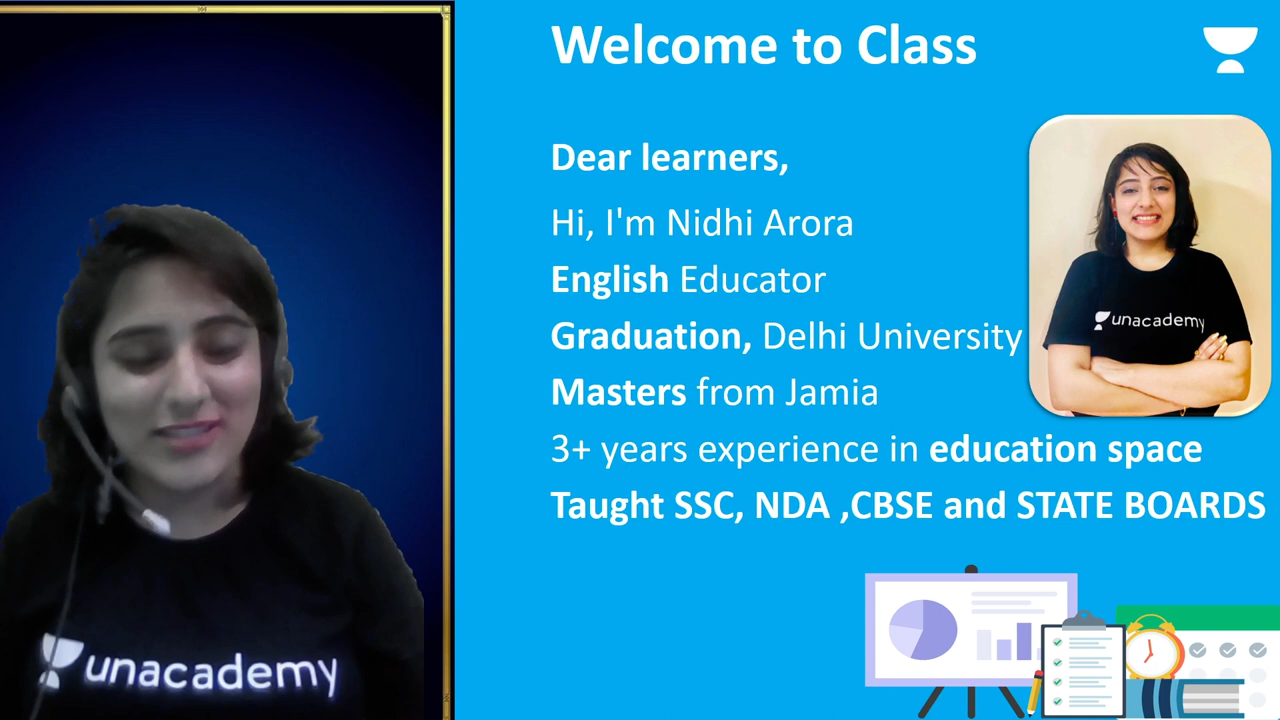 Welcome to Class
Dear learners,
Hi, I'm Nidhi Arora
English Educator
Graduation, Delhi University
Masters from Jamia
3+ years experience in education space
Taught SSC, NDA ,CBSE and STATE BOARDS
unacademy
unacademy